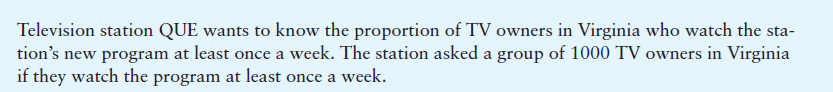 Television station QUE wants to know the proportion of TV owners in Virginia who watch the sta-
tion’s new program at least once a week. The station asked a group of 1000 TV owners in Virginia
if they watch the program at least once a week.